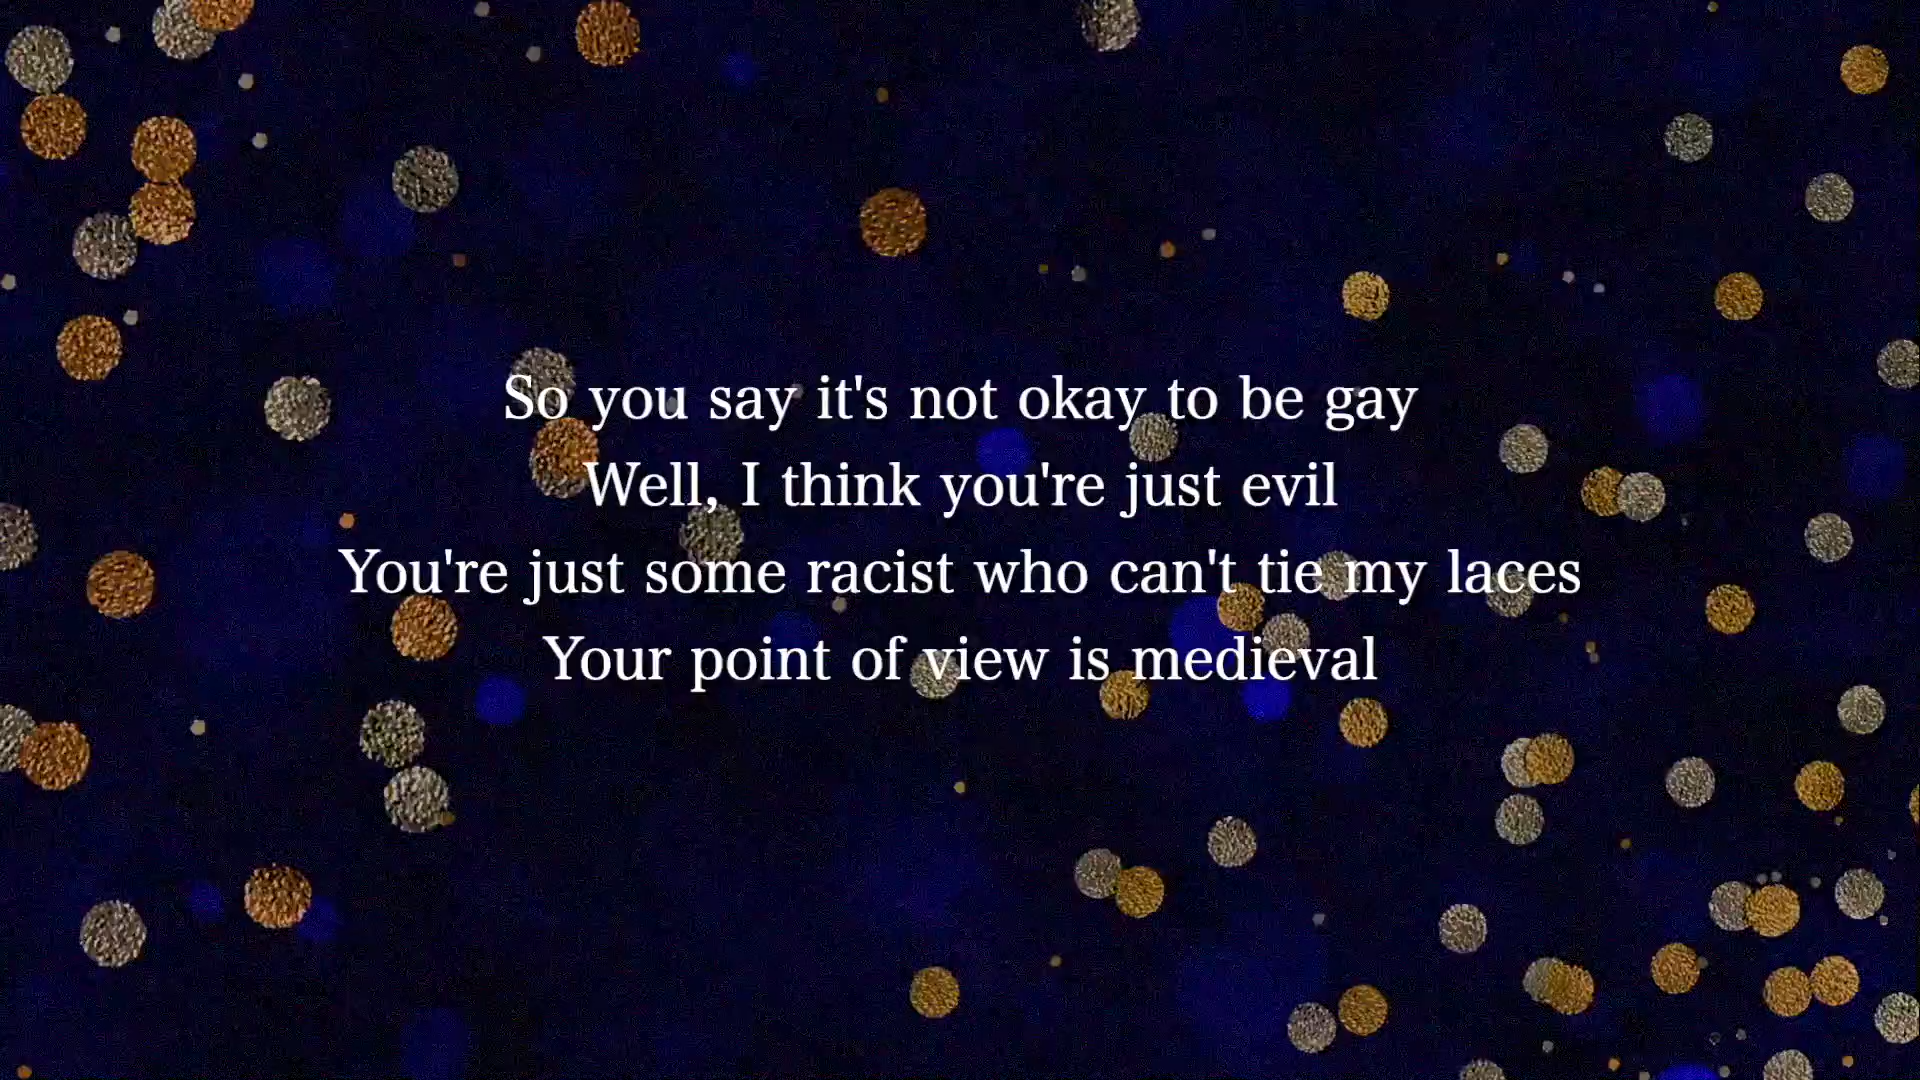 So you say it's not okay to be gay
Well, I think you're just evil
You're just some racist who can't tie my laces
Your point of view is medieval